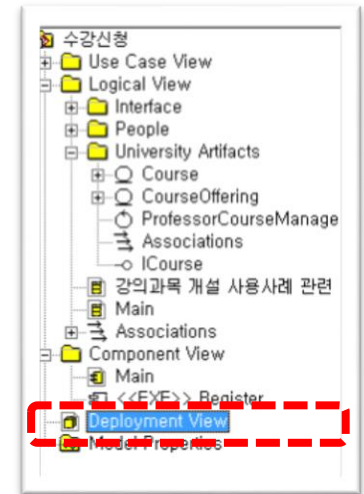 수강신청
Use Case View
Logical View
Interface
People
University Artifacts
Course
CourseOffering
ProfessorCourseManage
Associations
ICourse
강의과목 개설 사용사례 관련
Main
Associations
Component View
Main
<<EXE>> Register
Deployment View
Model Properties